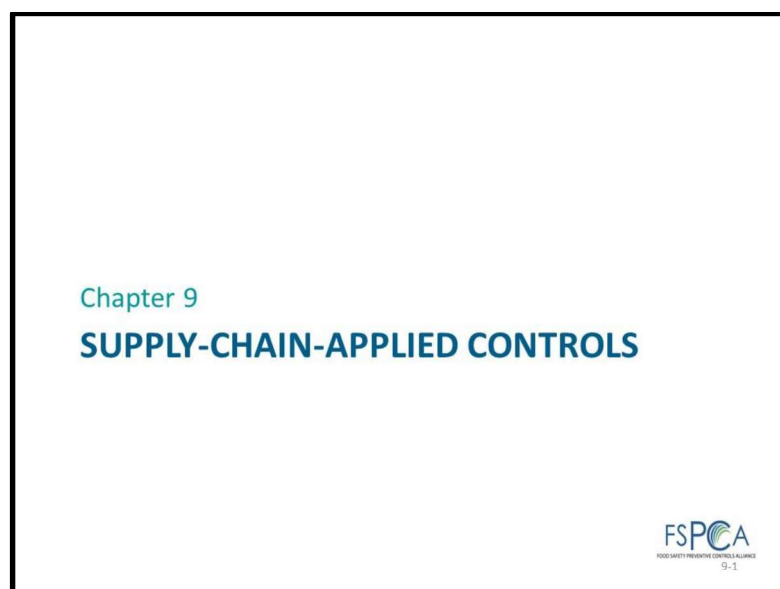 Chapter 9
SUPPLY-CHAIN-APPLIED CONTROLS
FSPCA
FOOD SAFETY PREVENTIVE CONTROLS ALLIANCE
9-1